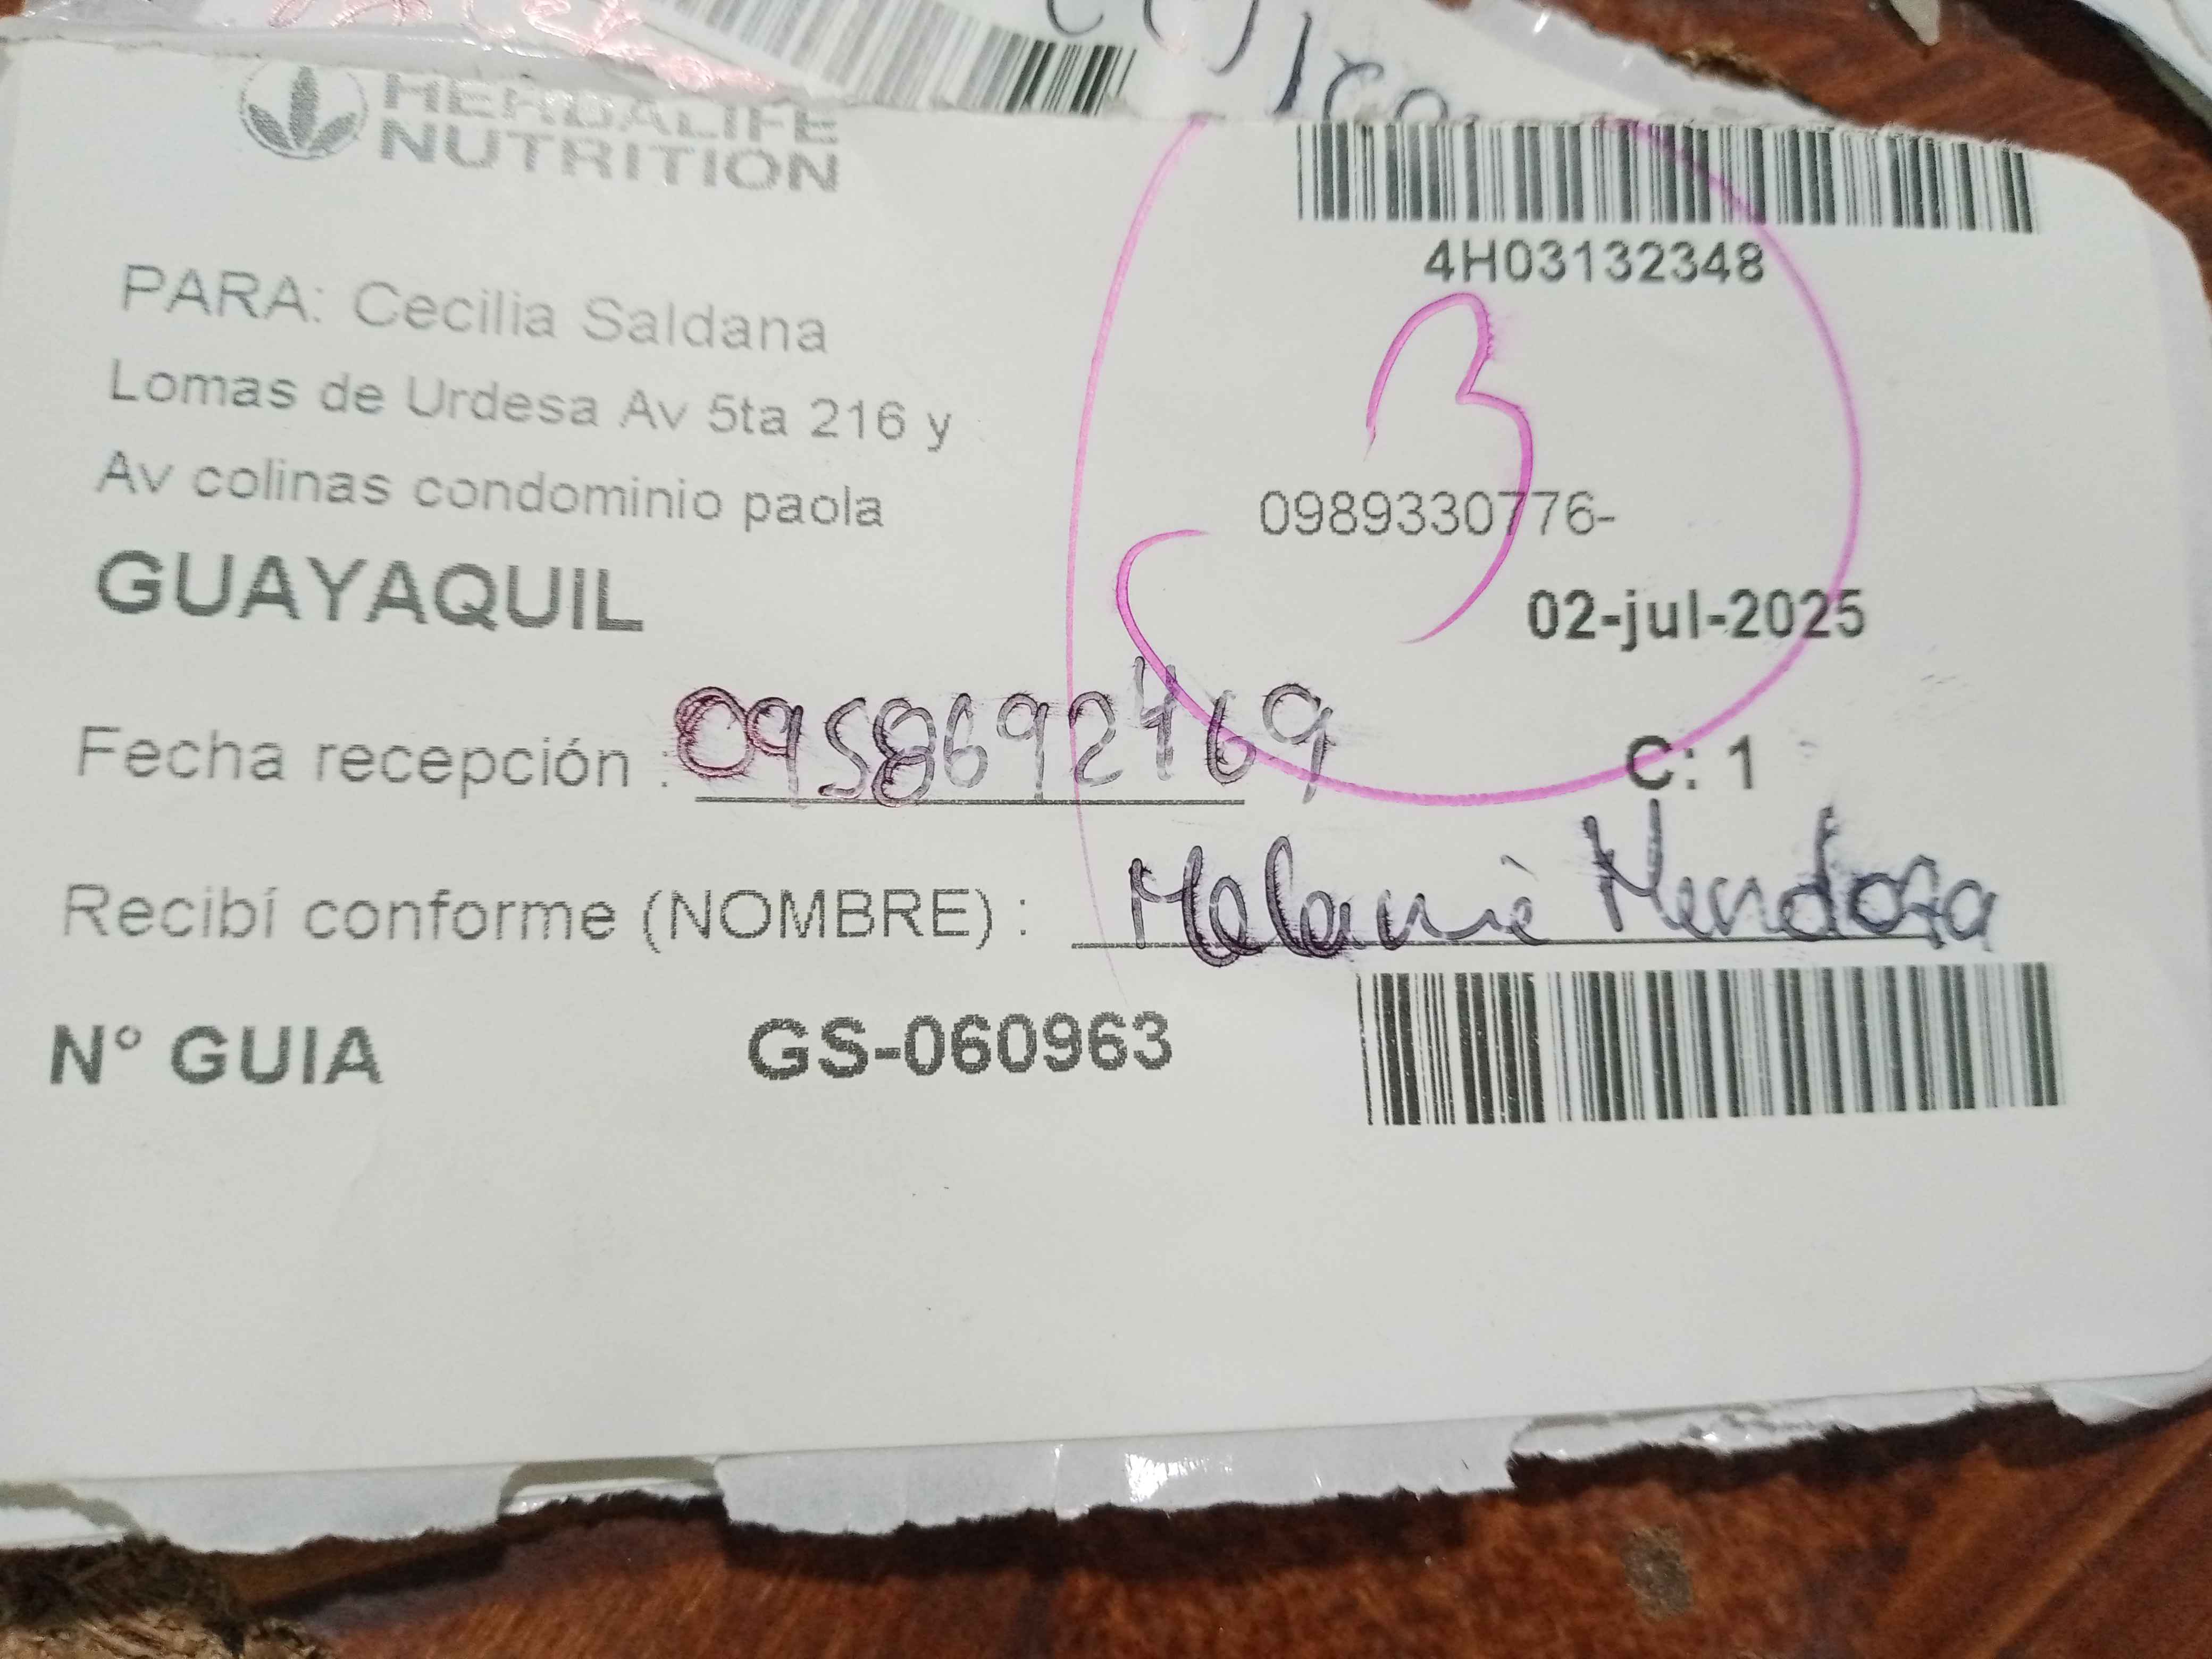 HERBALIFE
NUTRITION
4H03132348
PARA: Cecilia Saldana
Lomas de Urdesa Av 5ta 216 y
Av colinas condominio paola
3
0989330776-
GUAYAQUIL
02-jul-2025
Fecha recepción : 0958692469
C: 1
Recibí conforme (NOMBRE) : Melanie Mendoza
N° GUIA GS-060963